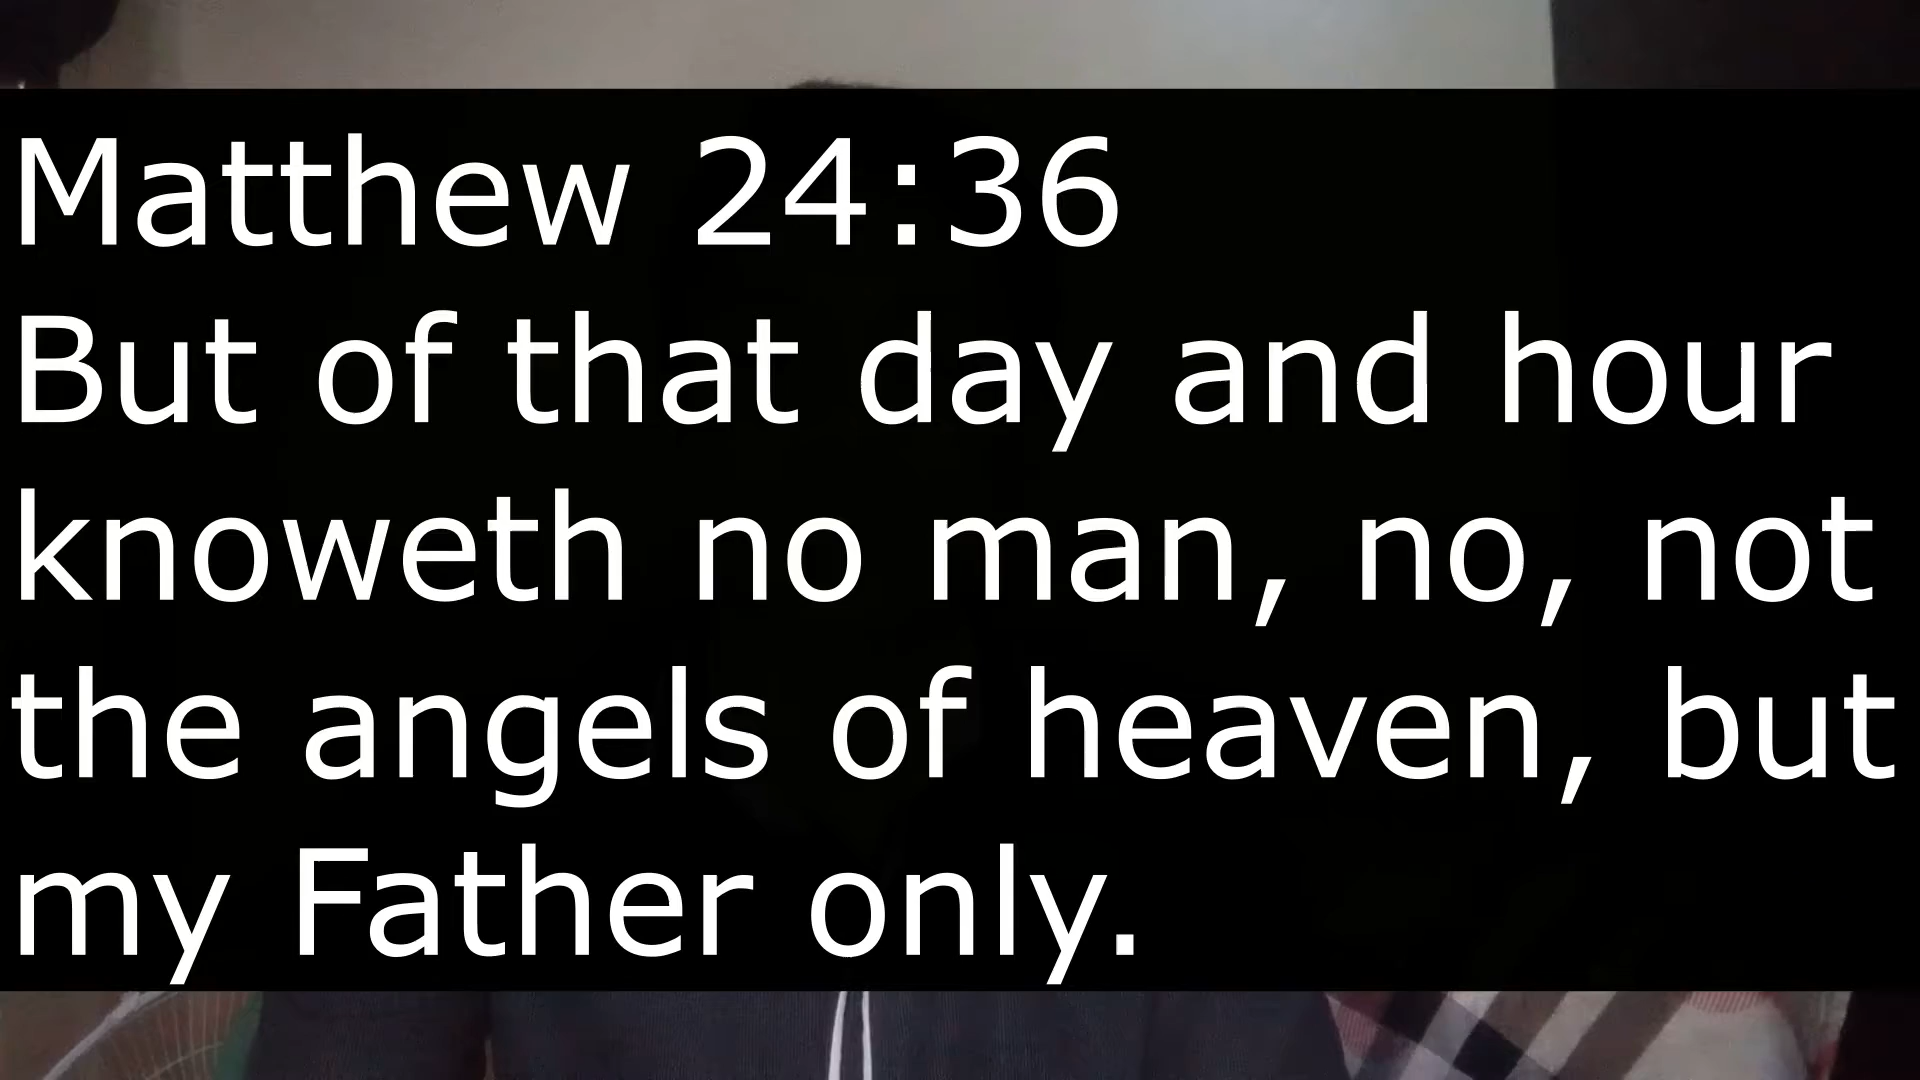 Matthew 24:36
But of that day and hour
knoweth no man, no, not
the angels of heaven, but
my Father only.